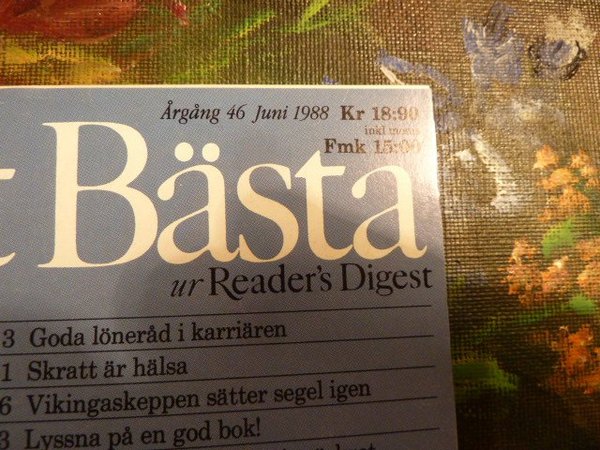 Årgång 46 Juni 1988 Kr 18:90
inkl moms
Fmk 15:00
t Bästa
ur Reader's Digest
3 Goda löneråd i karriären
1 Skratt är hälsa
6 Vikingaskeppen sätter segel igen
3 Lyssna på en god bok!